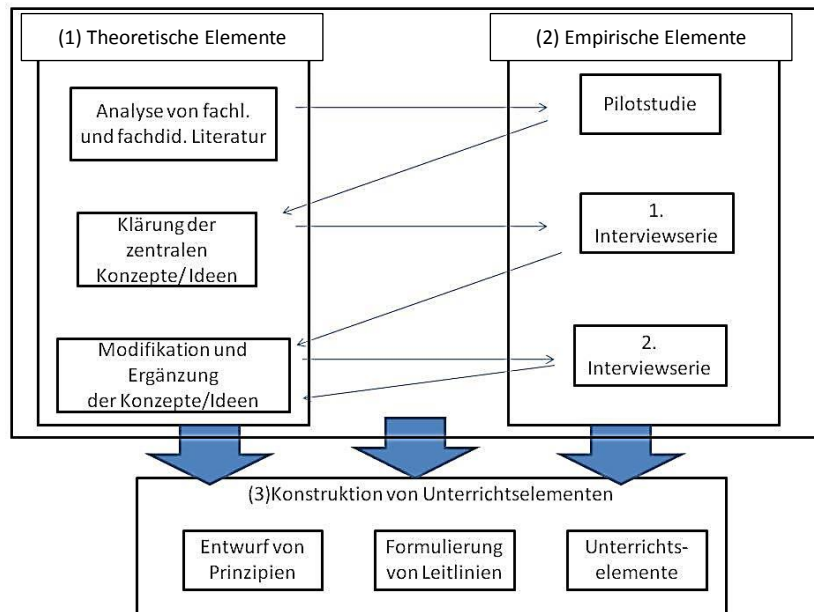 (1) Theoretische Elemente
Analyse von fachl.
und fachdid. Literatur
Klärung der
zentralen
Konzepte/ Ideen
Modifikation und
Ergänzung
der Konzepte/Ideen
(2) Empirische Elemente
Pilotstudie
1.
Interviewserie
2.
Interviewserie
(3)Konstruktion von Unterrichtselementen
Entwurf von
Prinzipien
Formulierung
von Leitlinien
Unterrichts-
elemente